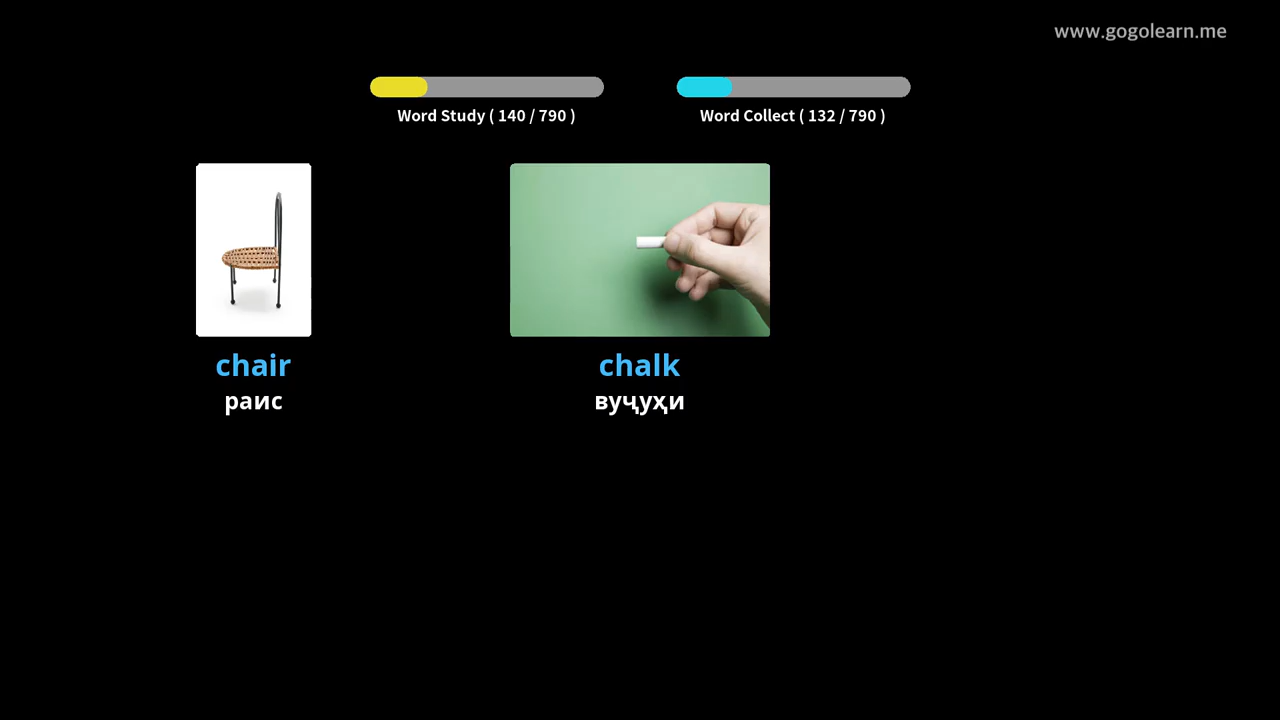 www.gogolearn.me
Word Study ( 140 / 790 )
Word Collect ( 132 / 790 )
chair
раис
chalk
вуҷуҳи